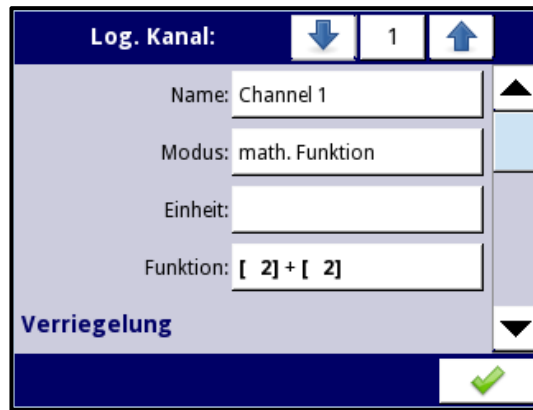 Log. Kanal: 1
Name: Channel 1
Modus: math. Funktion
Einheit:
Funktion: [ 2] + [ 2]
Verriegelung